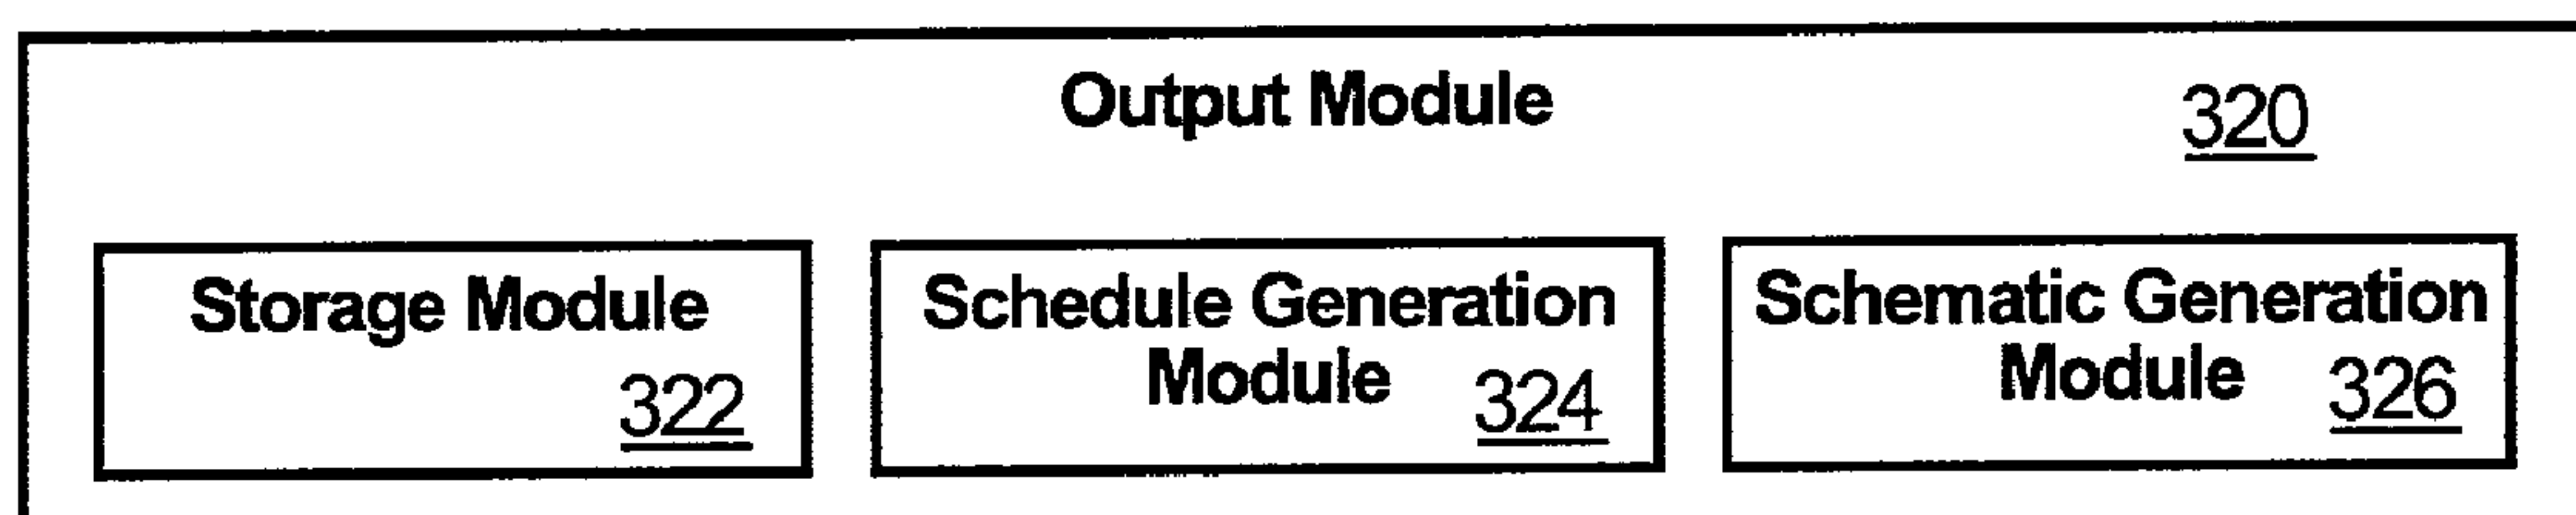 Output Module 320
Storage Module
322
Schedule Generation
Module 324
Schematic Generation
Module 326